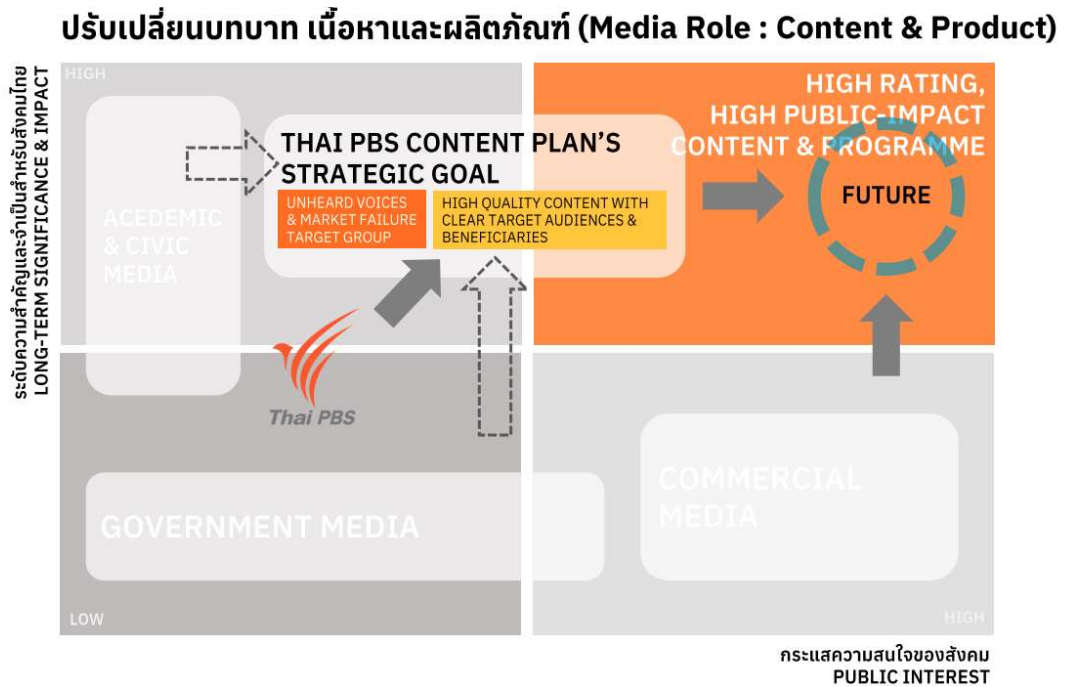 ปรับเปลี่ยนบทบาท เนื้อหาและผลิตภัณฑ์ (Media Role : Content & Product)
ระดับความสำคัญและจำเป็นสำหรับสังคมไทย
LONG-TERM SIGNIFICANCE & IMPACT
HIGH
HIGH RATING,
HIGH PUBLIC-IMPACT
CONTENT & PROGRAMME
THAI PBS CONTENT PLAN'S
STRATEGIC GOAL
UNHEARD VOICES
& MARKET FAILURE
TARGET GROUP
HIGH QUALITY CONTENT WITH
CLEAR TARGET AUDIENCES &
BENEFICIARIES
FUTURE
ACEDEMIC
& CIVIC
MEDIA
Thai PBS
COMMERCIAL
MEDIA
GOVERNMENT MEDIA
LOW
HIGH
กระแสความสนใจของสังคม
PUBLIC INTEREST